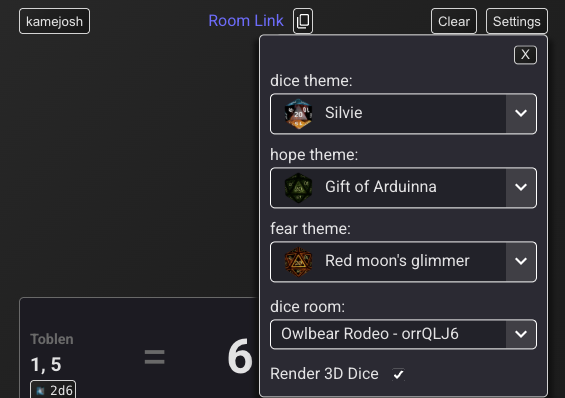 kamejosh
Room Link
Clear
Settings
X
dice theme:
Silvie
hope theme:
Gift of Arduinna
fear theme:
Red moon's glimmer
dice room:
Owlbear Rodeo - orrQLJ6
Render 3D Dice
Toblen
1, 5
= 6
2d6